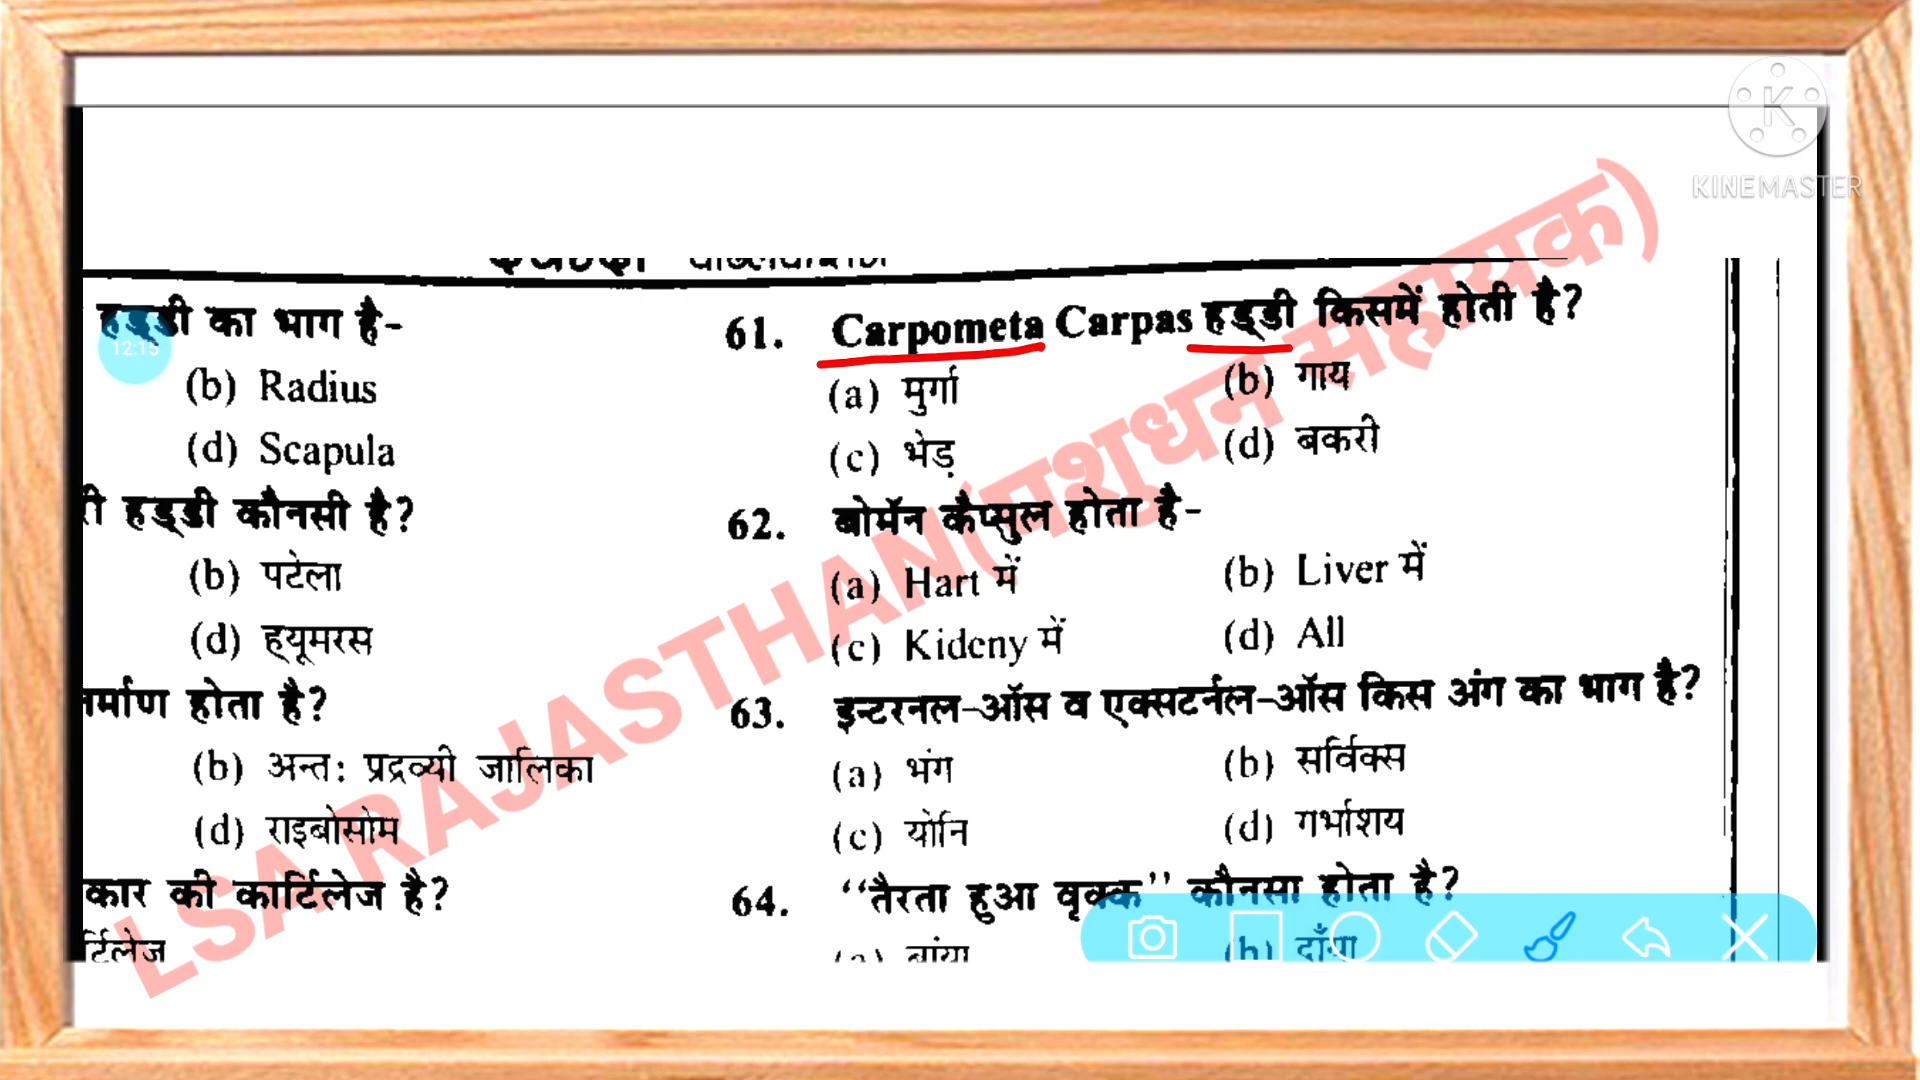 KINEMASTER
हड्डी का भाग है-
12:15
(b) Radius
(d) Scapula
री हड्डी कौनसी है?
(b) पटेला
(d) ह्यूमरस
नर्माण होता है?
(b) अन्त: प्रद्रव्यी जालिका
(d) राइबोसोम
कार की कार्टिलेज है?
र्टिलेज
61. Carpometa Carpas हड्डी किसमें होती है?
(a) मुर्गा (b) गाय
(c) भेड़ (d) बकरी
62. बोमॅन कॅप्सुल होता है-
(a) Hart में (b) Liver में
(c) Kideny में (d) All
63. इन्टरनल-ऑस व एक्सटर्नल-ऑस किस अंग का भाग है?
(a) भंग (b) सर्विक्स
(c) योनि (d) गर्भाशय
64. “तैरता हुआ वृक्क” कौनसा होता है?
(a) बांया (b)
LSA RAJASTHAN(पशुधन सहायक)